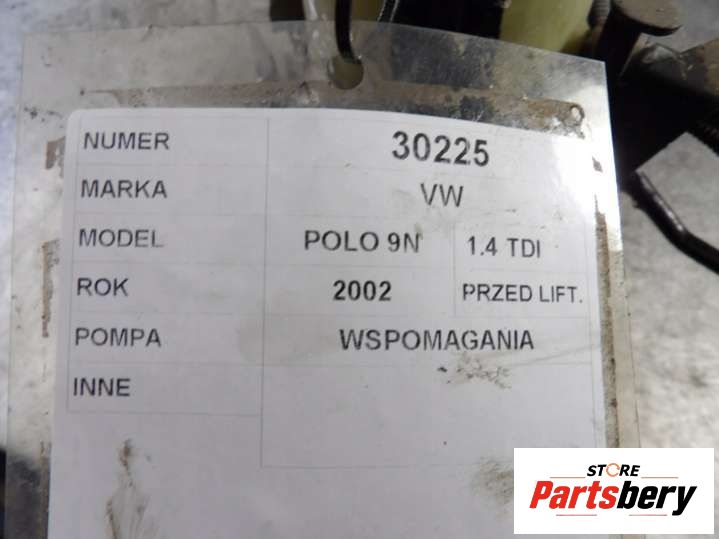 NUMER 30225
MARKA VW
MODEL POLO 9N 1.4 TDI
ROK 2002 PRZED LIFT.
POMPA WSPOMAGANIA
INNE
STORE
Partsbery